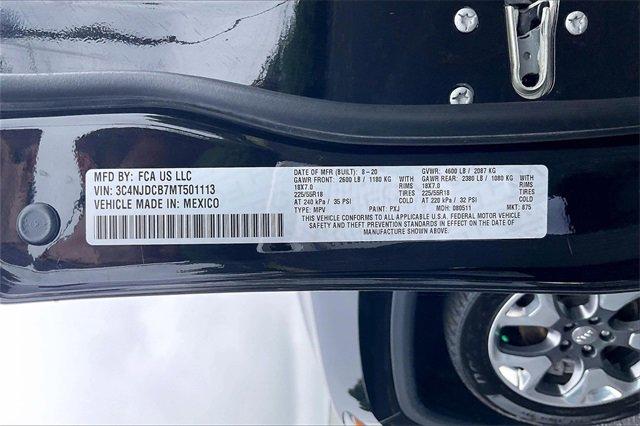 MFD. BY: FCA US LLC
VIN: 3C4NJDCB7MT501113
VEHICLE MADE IN: MEXICO
DATE OF MFR (BUILT): 8-20 GVWR: 4600 LB / 2087 KG
GAWR FRONT: 2600 LB / 1180 KG GAWR REAR: 2380 LB / 1080 KG
18X7.0 RIMS 18X7.0 RIMS
225/55R18 TIRES 225/55R18 TIRES
AT 240 kPa / 35 PSI COLD AT 220 kPa / 32 PSI COLD
TYPE: MPV PAINT: PXJ MDH: 080511 MKT: 875
THIS VEHICLE CONFORMS TO ALL APPLICABLE U.S.A. FEDERAL MOTOR VEHICLE
SAFETY AND THEFT PREVENTION STANDARDS IN EFFECT ON THE DATE OF
MANUFACTURE SHOWN ABOVE.